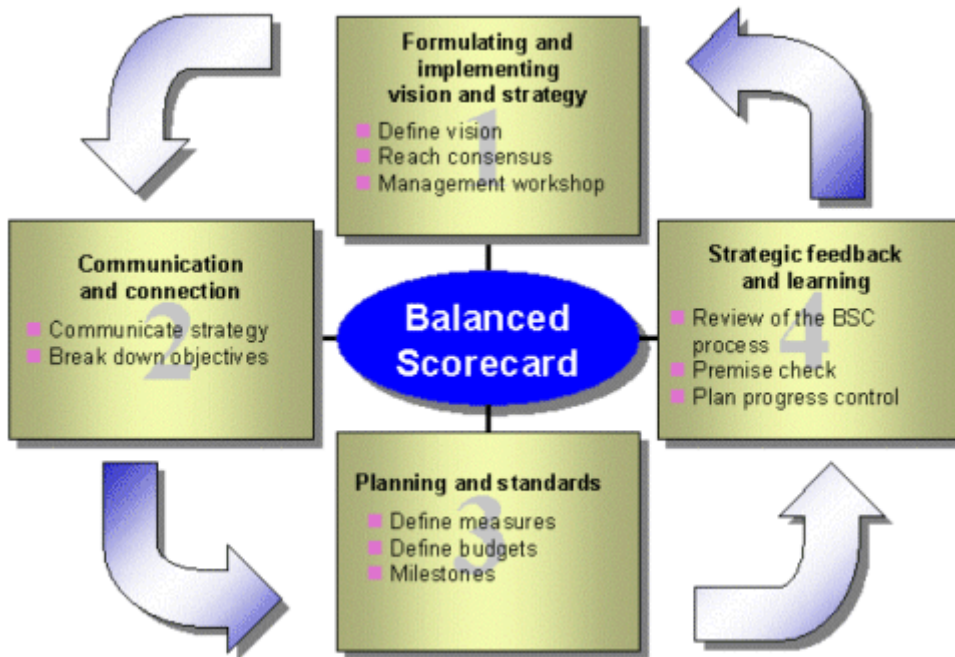 Formulating and
implementing
vision and strategy
1
Define vision
Reach consensus
Management workshop
Communication
and connection
2
Communicate strategy
Break down objectives
Balanced
Scorecard
Planning and standards
3
Define measures
Define budgets
Milestones
Strategic feedback
and learning
4
Review of the BSC
process
Premise check
Plan progress control